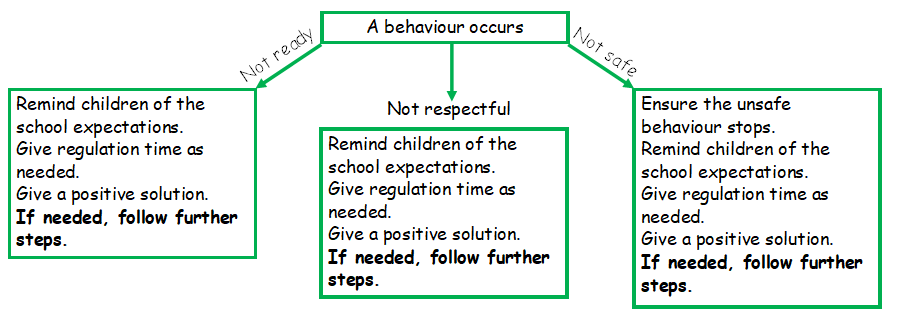 A behaviour occurs
Not ready
Not safe
Not respectful
Remind children of the
school expectations.
Give regulation time as
needed.
Give a positive solution.
If needed, follow further
steps.
Remind children of the
school expectations.
Give regulation time as
needed.
Give a positive solution.
If needed, follow further
steps.
Ensure the unsafe
behaviour stops.
Remind children of the
school expectations.
Give regulation time as
needed.
Give a positive solution.
If needed, follow further
steps.